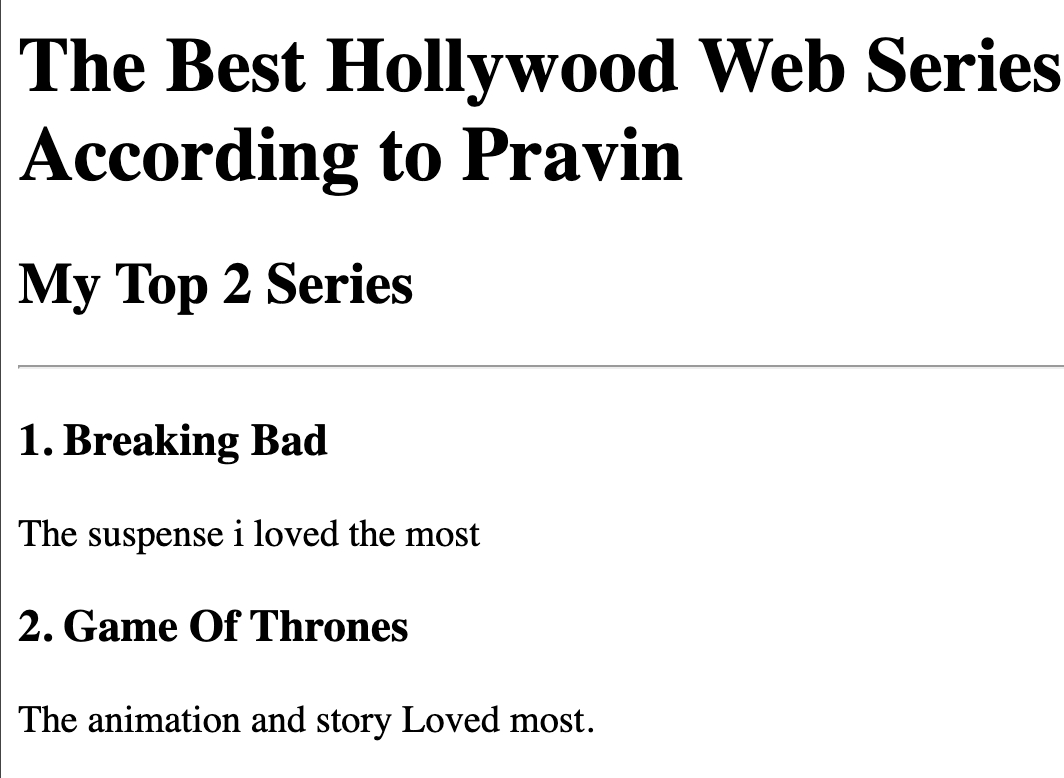 The Best Hollywood Web Series
According to Pravin
My Top 2 Series
1. Breaking Bad
The suspense i loved the most
2. Game Of Thrones
The animation and story Loved most.